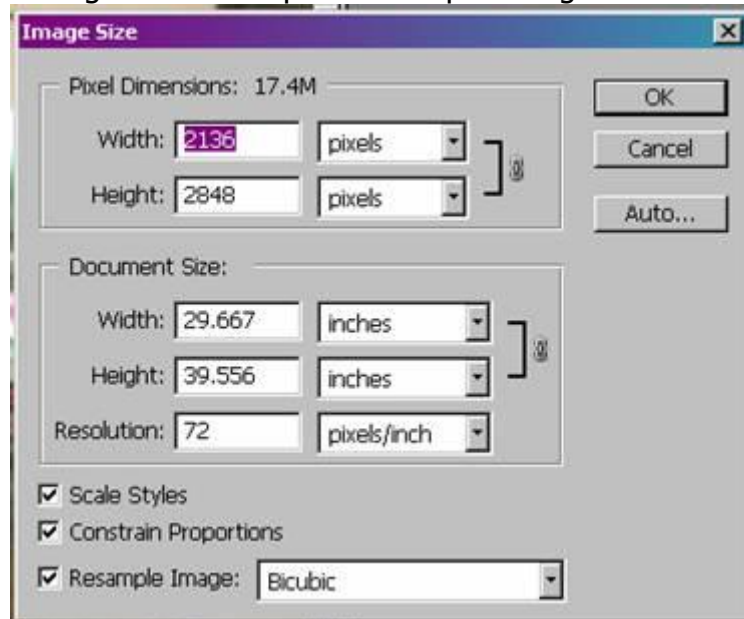 Image Size
Pixel Dimensions: 17.4M
Width: 2136 pixels
Height: 2848 pixels
OK
Cancel
Auto...
Document Size:
Width: 29.667 inches
Height: 39.556 inches
Resolution: 72 pixels/inch
Scale Styles
Constrain Proportions
Resample Image: Bicubic